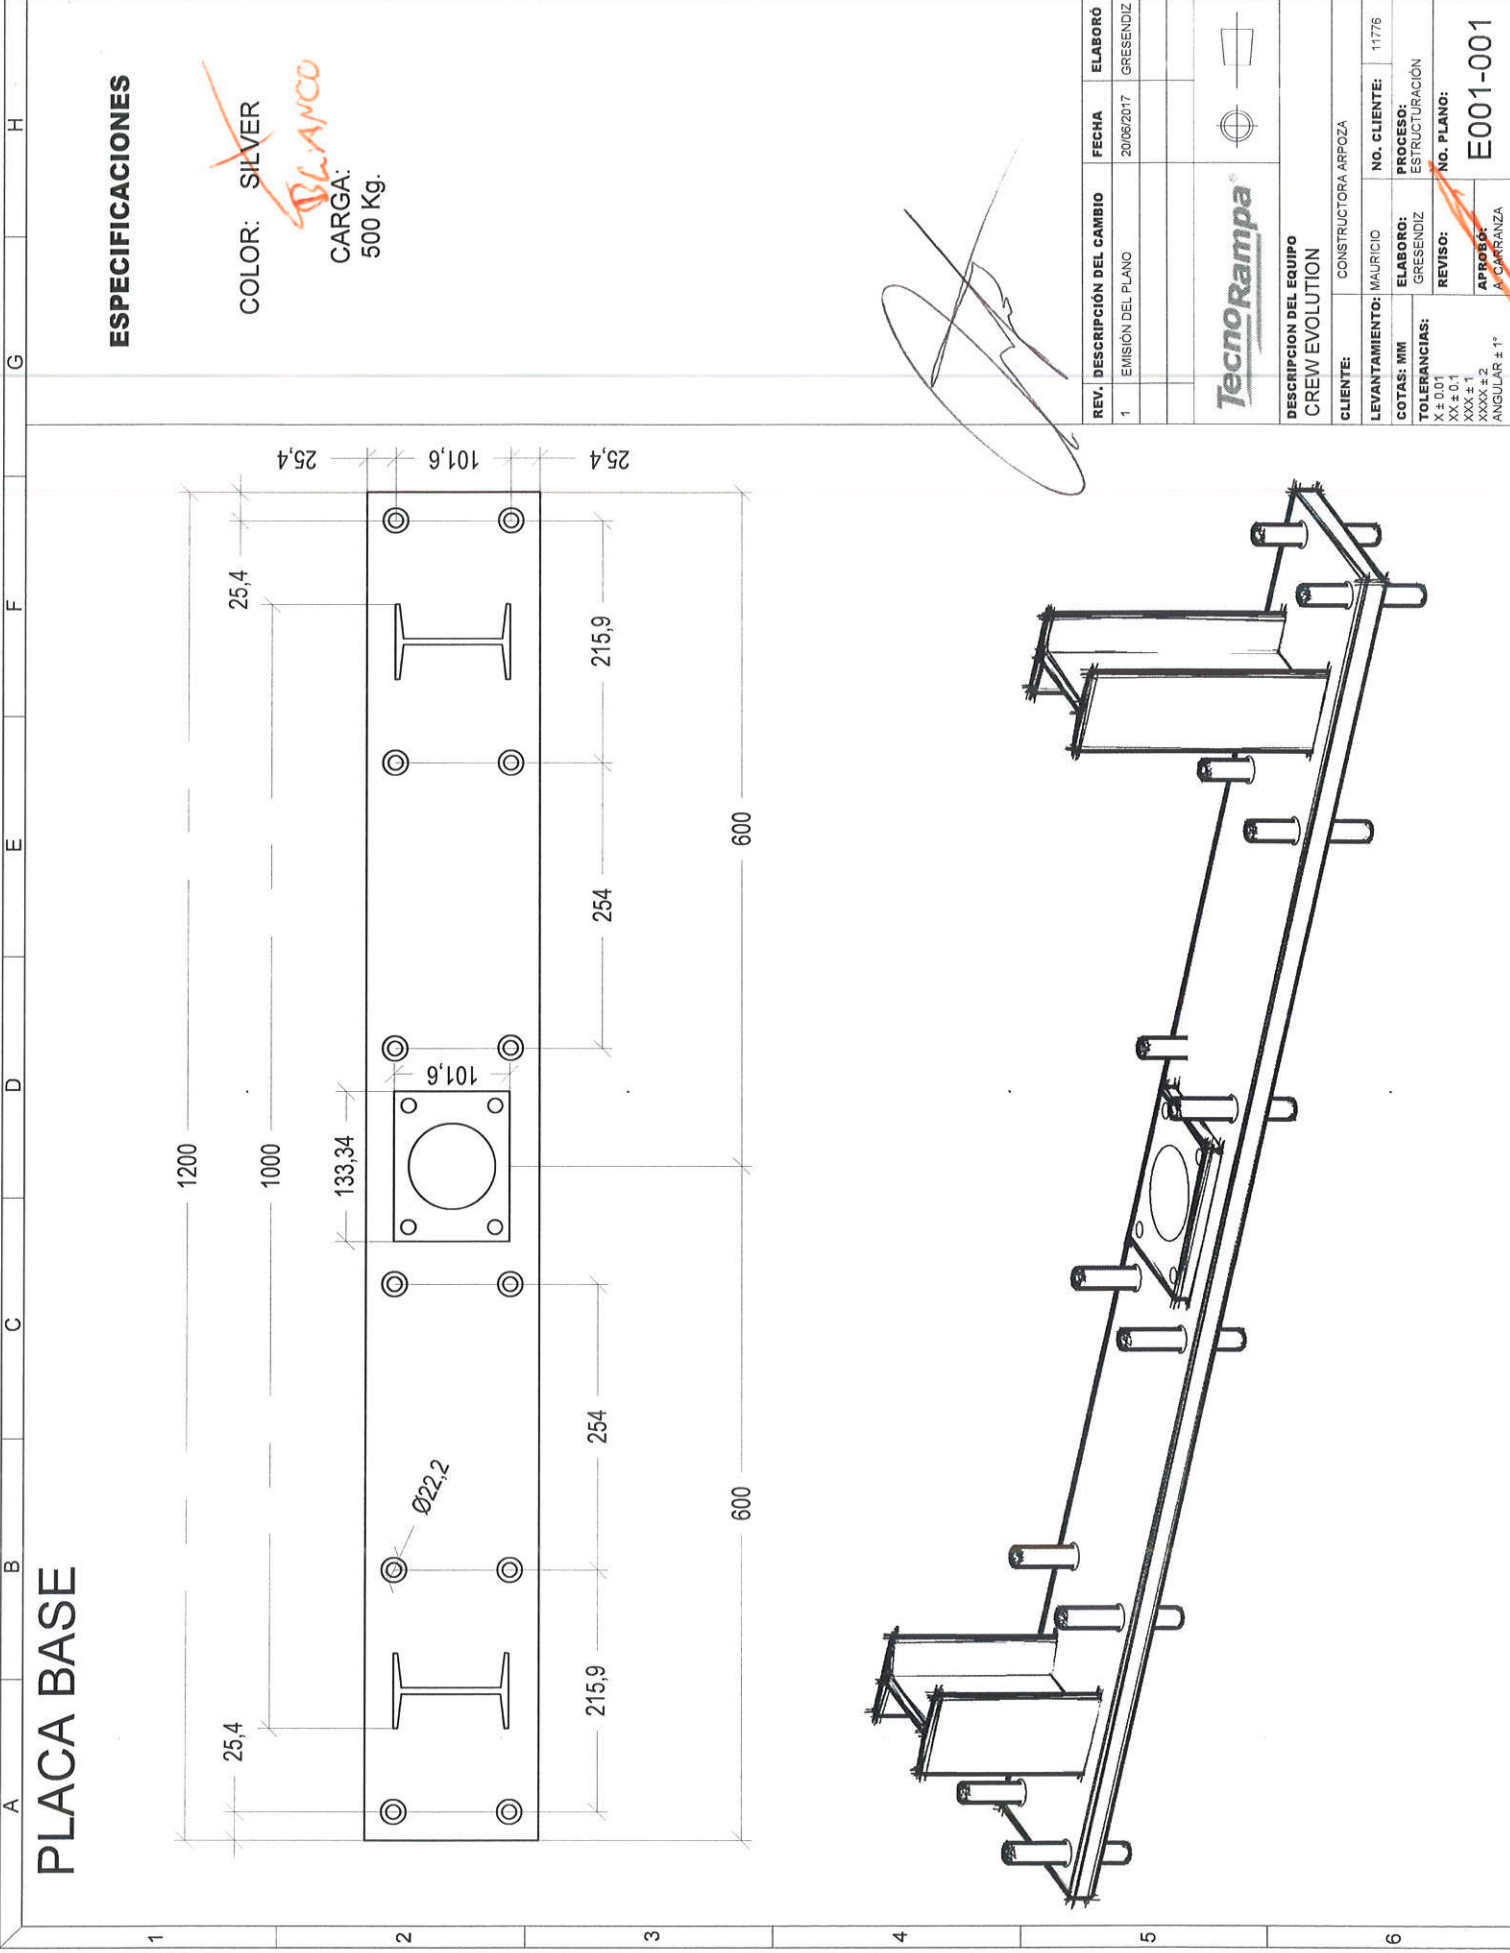 A B C D E F G H
1
2
3
4
5
6
PLACA BASE
1200
25,4
25,4
1000
133,34
101,6
25,4
101,6
25,4
Ø22,2
215,9
254
254
215,9
600
600
ESPECIFICACIONES
COLOR: SILVER
BLANCO
CARGA:
500 Kg.
REV. DESCRIPCIÓN DEL CAMBIO FECHA ELABORÓ
1 EMISIÓN DEL PLANO 20/06/2017 GRESENDIZ
TecnoRampa®
DESCRIPCION DEL EQUIPO
CREW EVOLUTION
CLIENTE: CONSTRUCTORA ARPOZA
LEVANTAMIENTO: MAURICIO NO. CLIENTE: 11776
COTAS: MM
ELABORO:
GRESENDIZ
PROCESO:
ESTRUCTURACIÓN
TOLERANCIAS:
X ± 0.01
XX ± 0.1
XXX ± 1
XXXX ± 2
ANGULAR ± 1°
REVISO:
NO. PLANO:
E001-001
APROBÓ:
A.CARRANZA